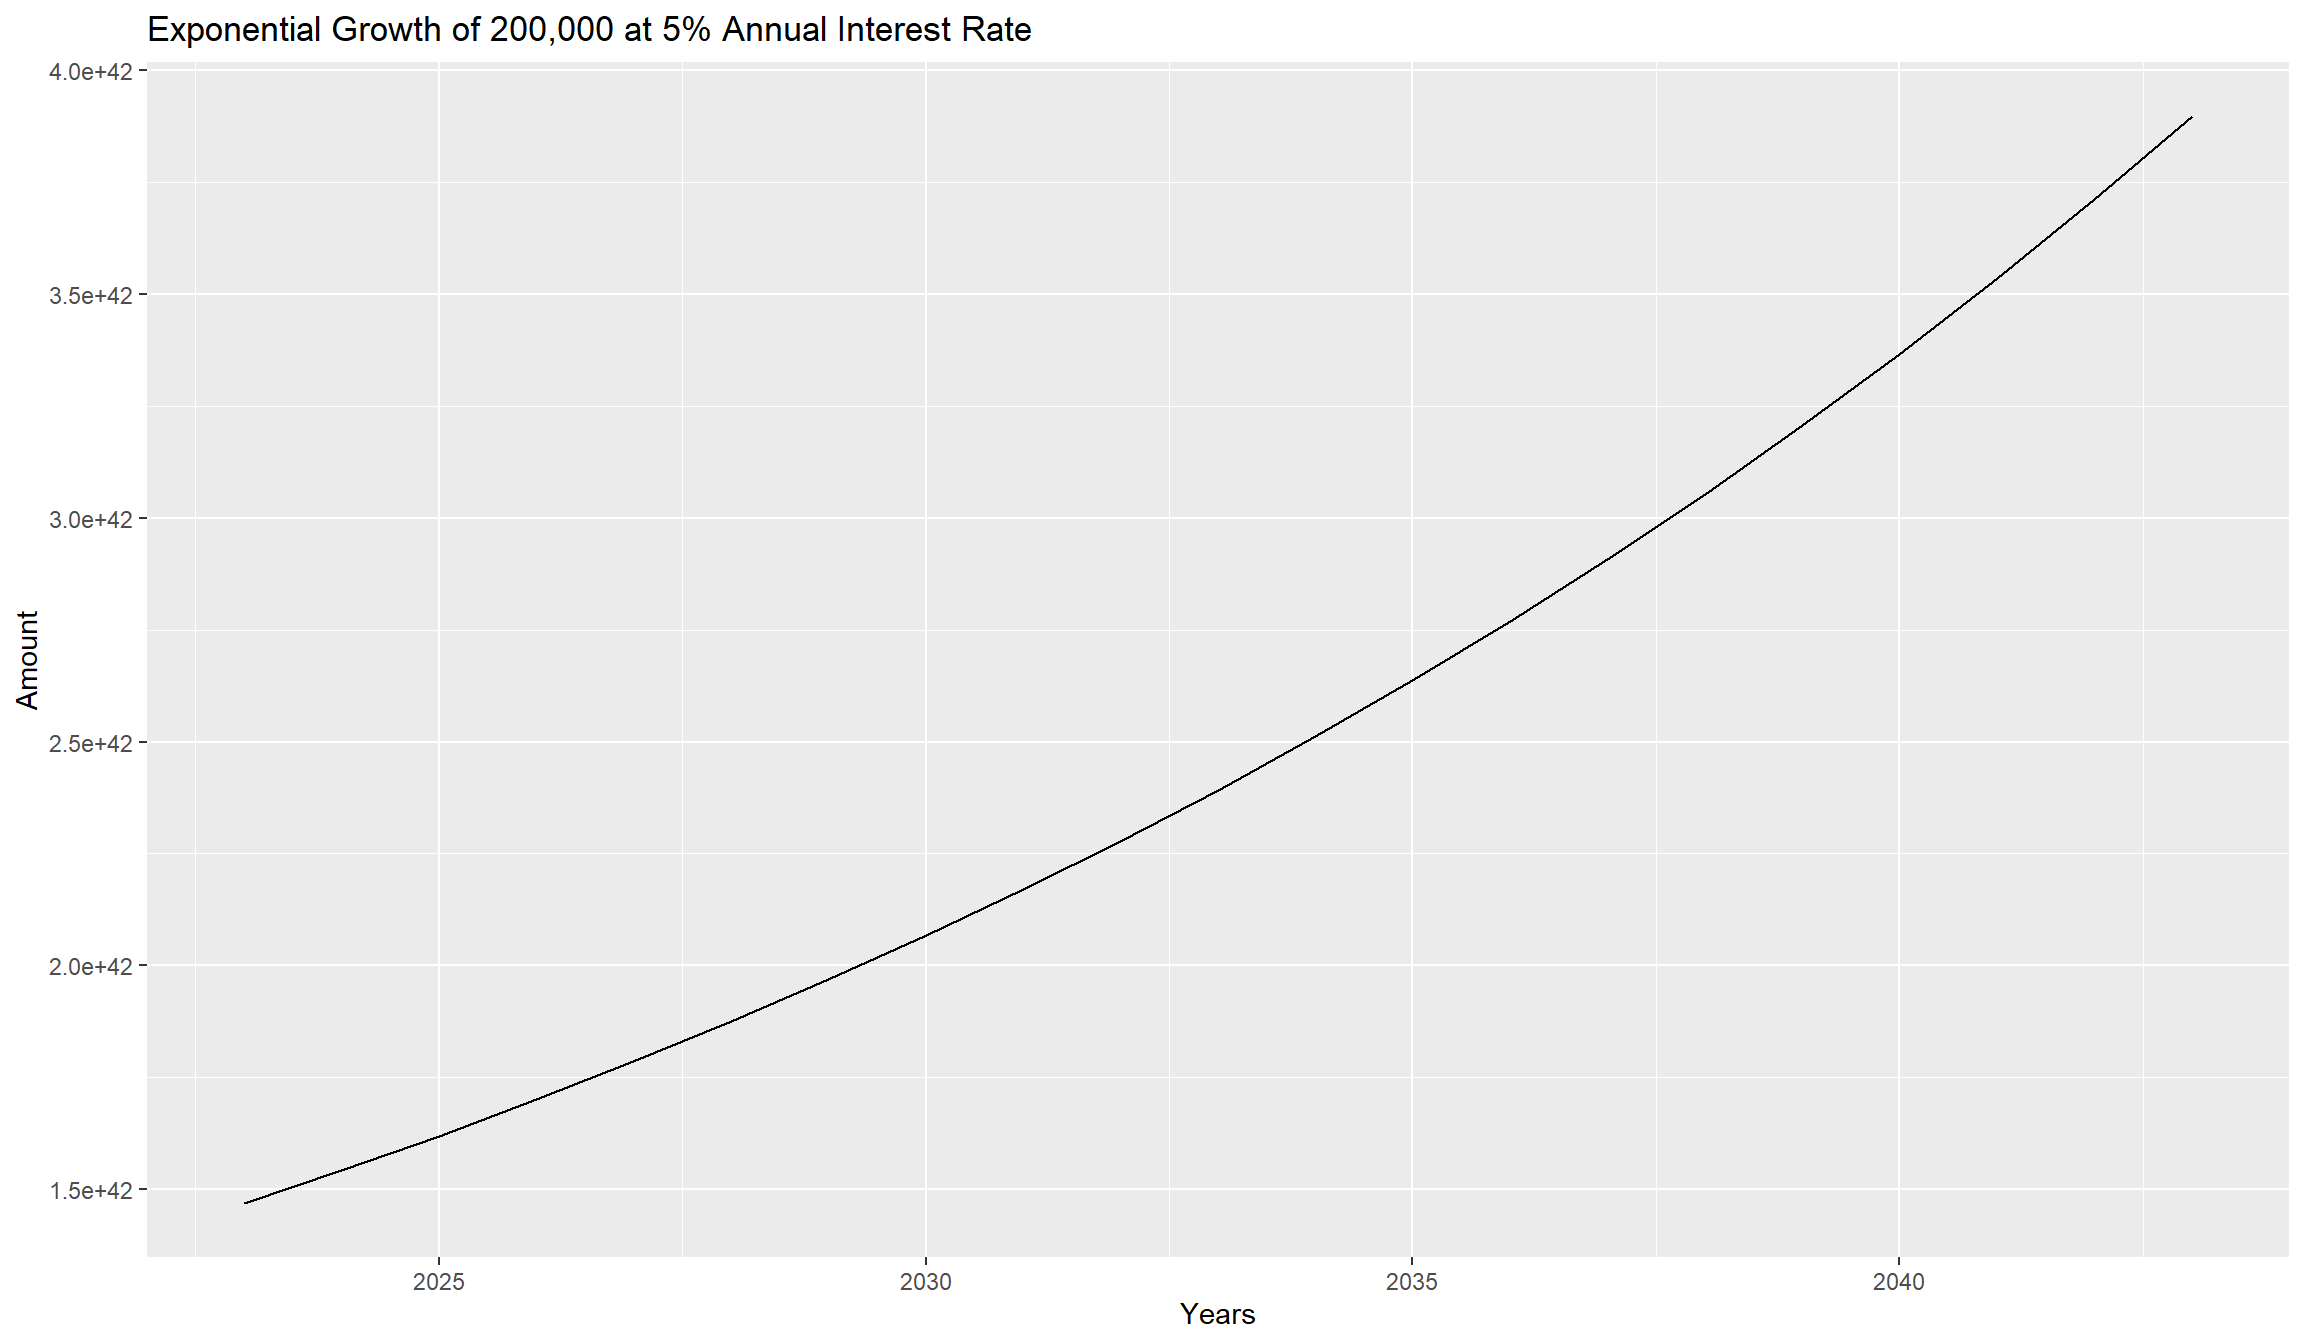 Exponential Growth of 200,000 at 5% Annual Interest Rate
4.0e+42
3.5e+42
3.0e+42
2.5e+42
2.0e+42
1.5e+42
Amount
2025 2030 2035 2040
Years